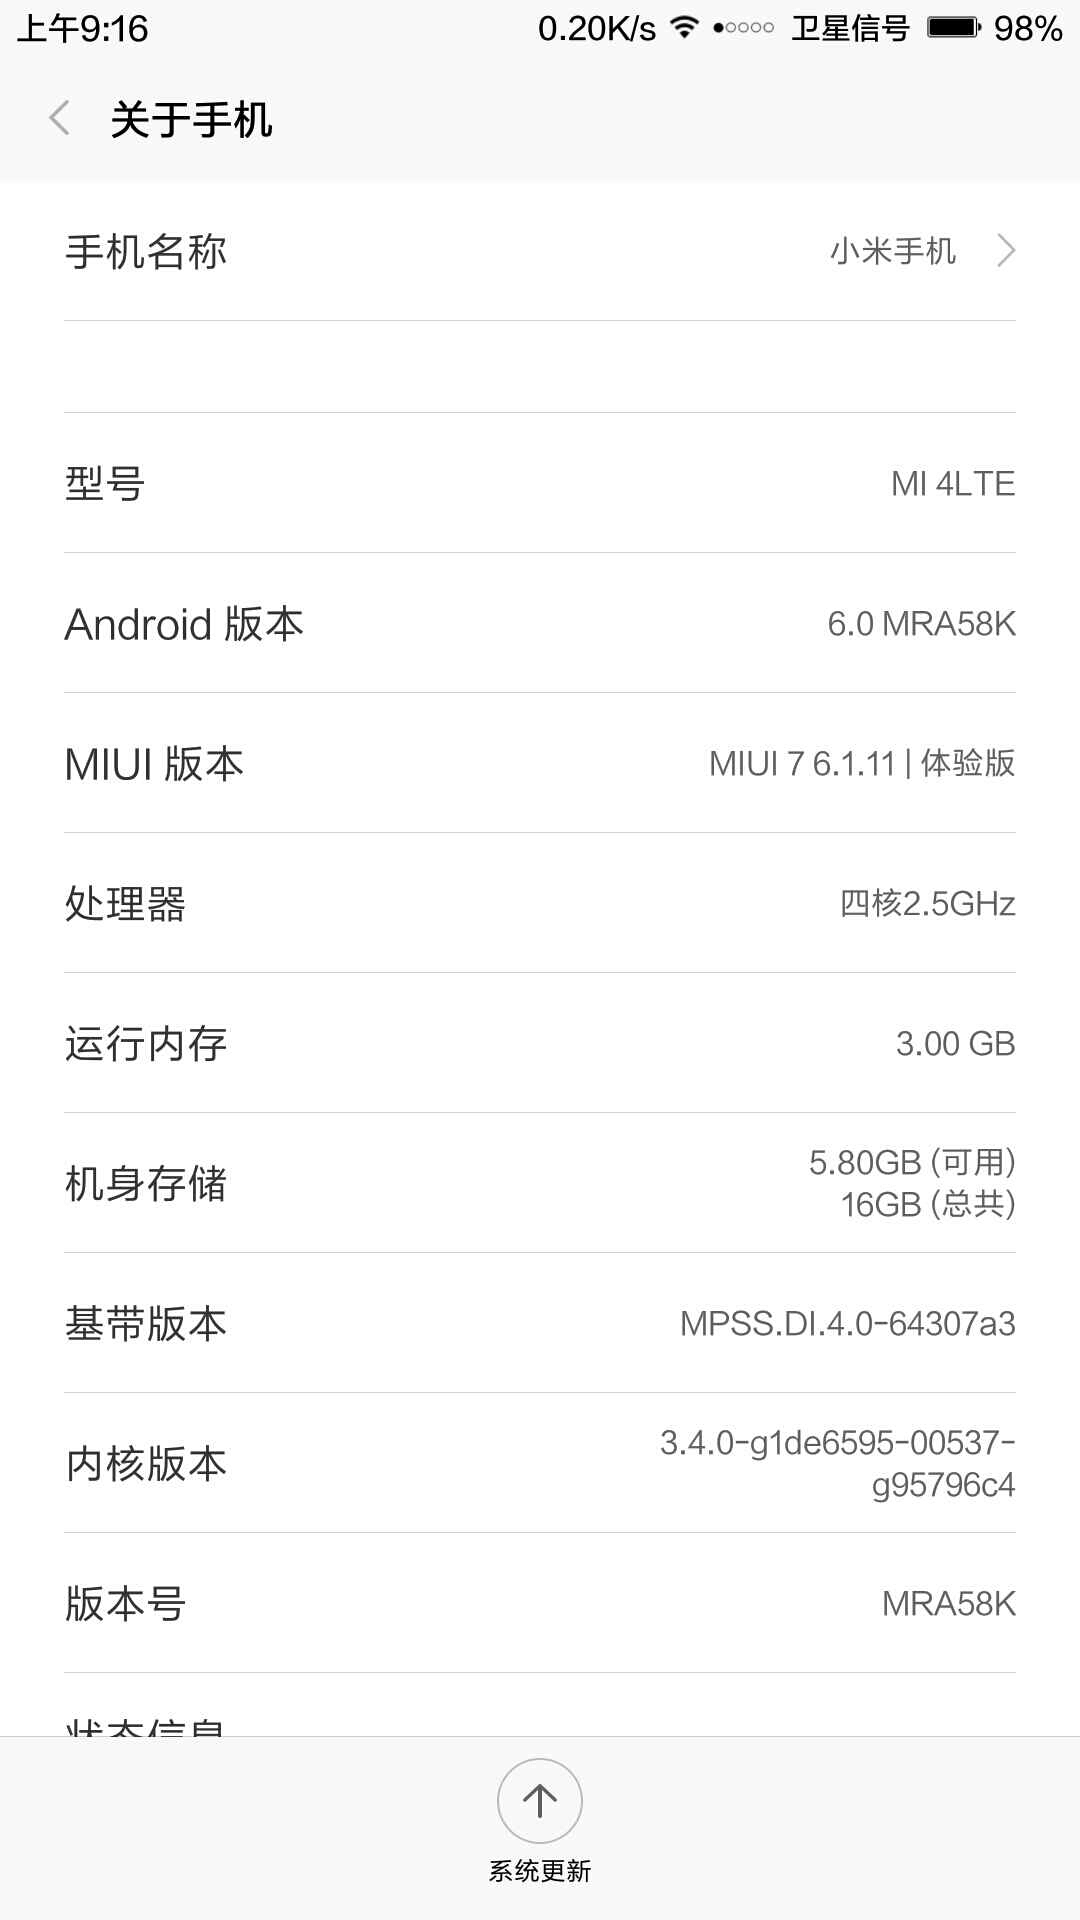 上午9:16 0.20K/s 卫星信号 98%
关于手机
手机名称 小米手机
型号 MI 4LTE
Android 版本 6.0 MRA58K
MIUI 版本 MIUI 7 6.1.11 | 体验版
处理器 四核2.5GHz
运行内存 3.00 GB
机身存储 5.80GB (可用)
16GB (总共)
基带版本 MPSS.DI.4.0-64307a3
内核版本 3.4.0-g1de6595-00537-
g95796c4
版本号 MRA58K
状态信息
系统更新